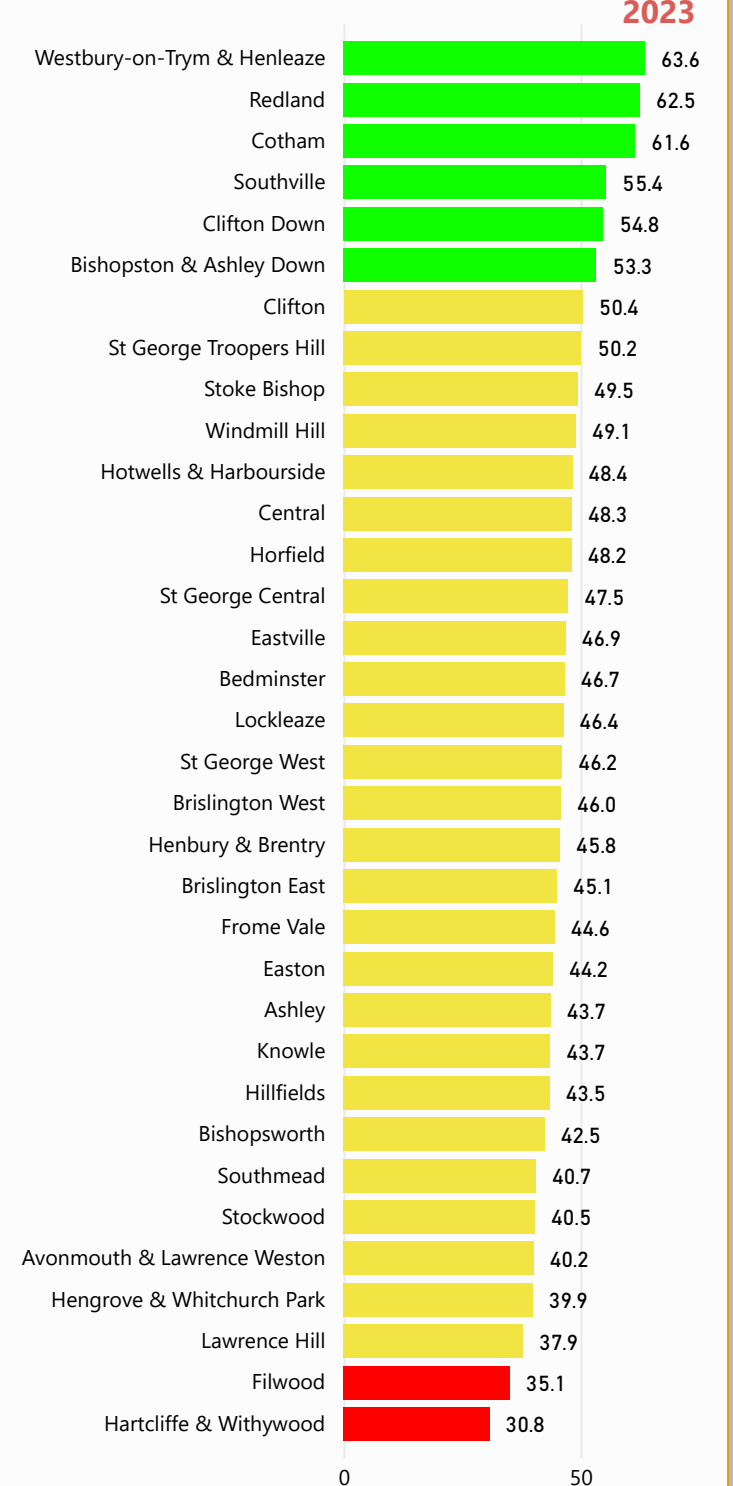 2023
Westbury-on-Trym & Henleaze 63.6
Redland 62.5
Cotham 61.6
Southville 55.4
Clifton Down 54.8
Bishopston & Ashley Down 53.3
Clifton 50.4
St George Troopers Hill 50.2
Stoke Bishop 49.5
Windmill Hill 49.1
Hotwells & Harbourside 48.4
Central 48.3
Horfield 48.2
St George Central 47.5
Eastville 46.9
Bedminster 46.7
Lockleaze 46.4
St George West 46.2
Brislington West 46.0
Henbury & Brentry 45.8
Brislington East 45.1
Frome Vale 44.6
Easton 44.2
Ashley 43.7
Knowle 43.7
Hillfields 43.5
Bishopsworth 42.5
Southmead 40.7
Stockwood 40.5
Avonmouth & Lawrence Weston 40.2
Hengrove & Whitchurch Park 39.9
Lawrence Hill 37.9
Filwood 35.1
Hartcliffe & Withywood 30.8
0 50